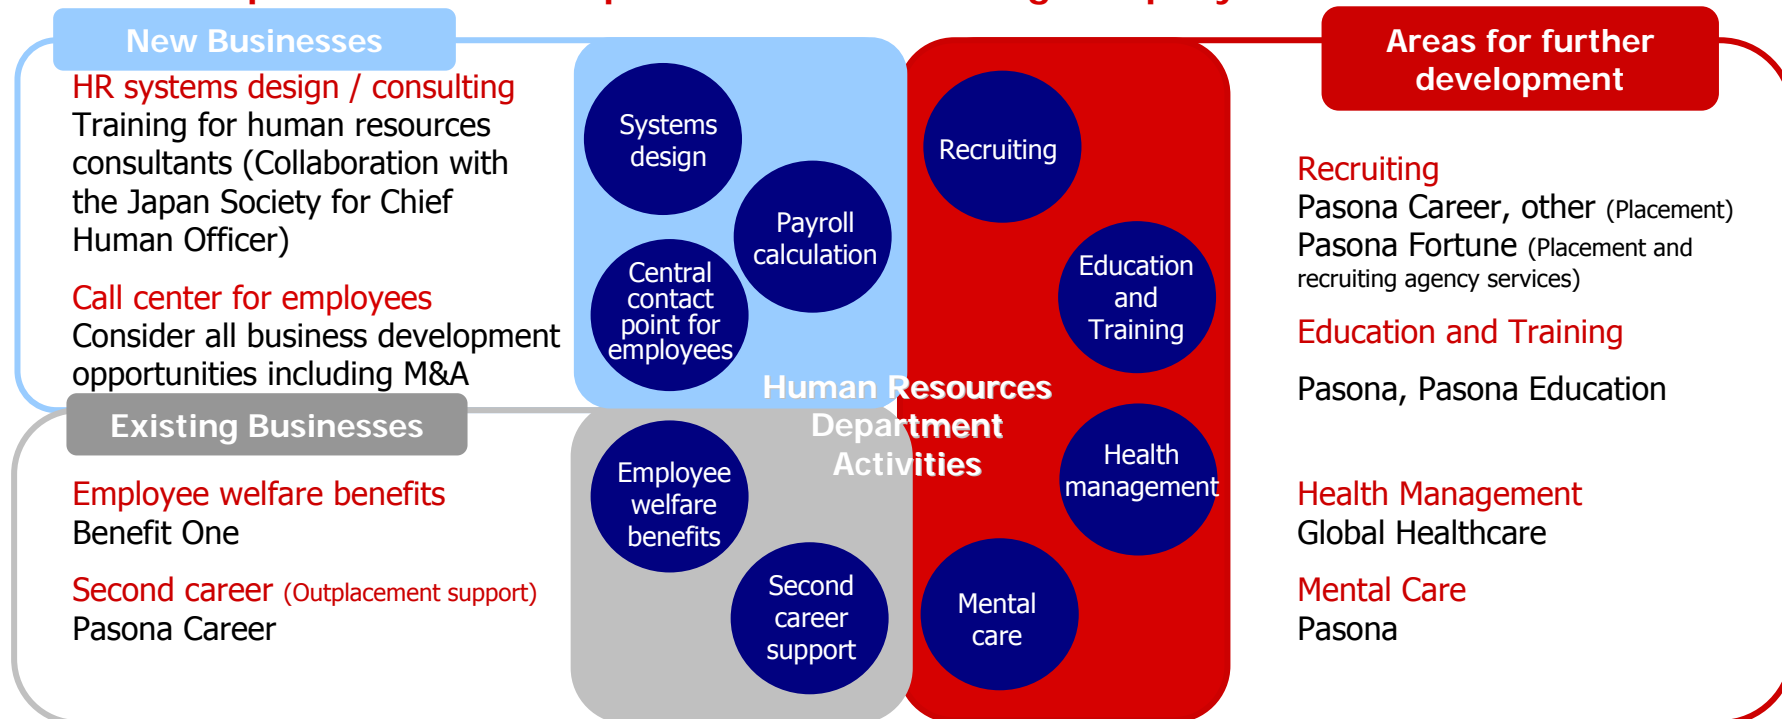 New Businesses
HR systems design / consulting
Training for human resources
consultants (Collaboration with
the Japan Society for Chief
Human Officer)
Call center for employees
Consider all business development
opportunities including M&A
Existing Businesses
Employee welfare benefits
Benefit One
Second career (Outplacement support)
Pasona Career
Systems
design
Payroll
calculation
Central
contact
point for
employees
Employee
welfare
benefits
Second
career
support
Human Resources
Department
Activities
Recruiting
Education
and
Training
Health
management
Mental
care
Areas for further
development
Recruiting
Pasona Career, other (Placement)
Pasona Fortune (Placement and
recruiting agency services)
Education and Training
Pasona, Pasona Education
Health Management
Global Healthcare
Mental Care
Pasona